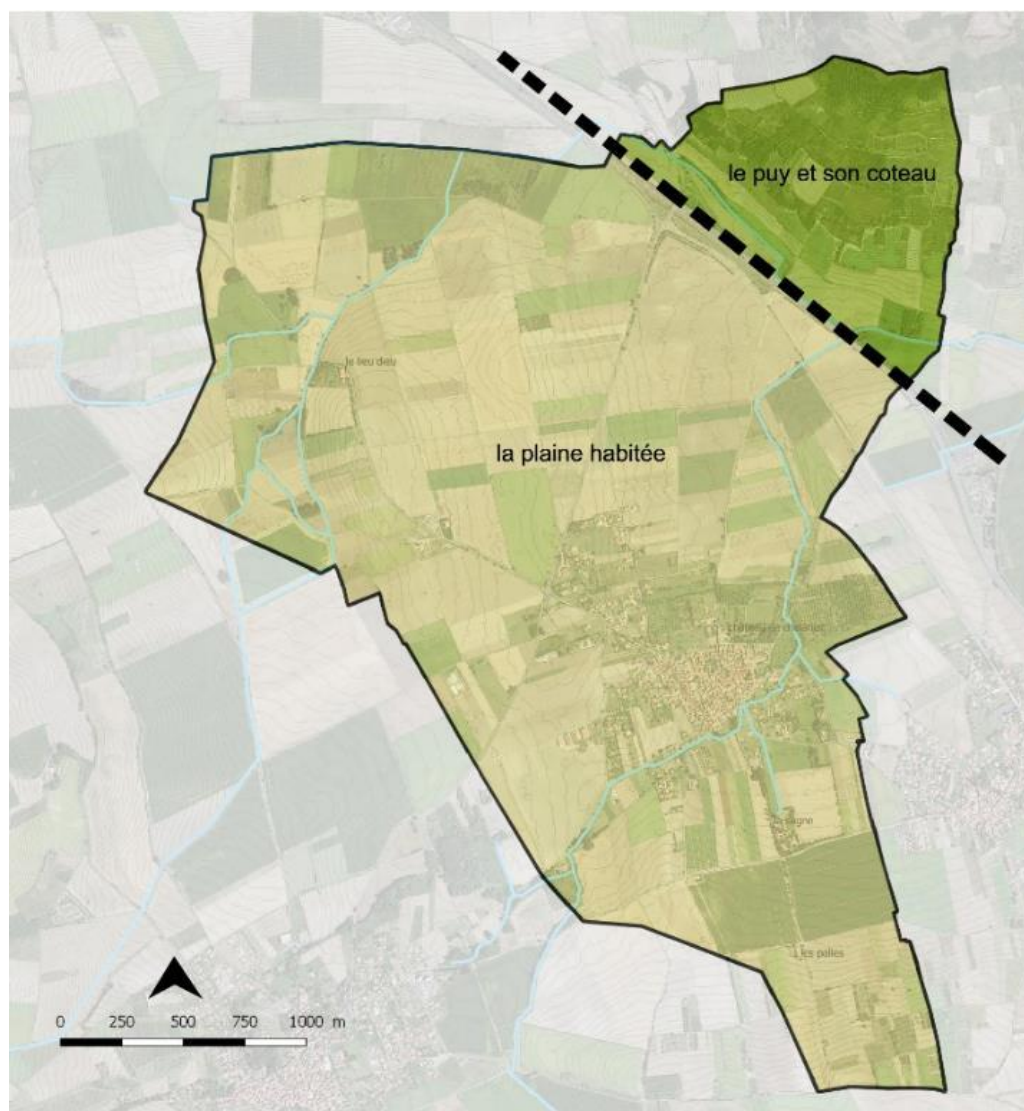 le puy et son coteau
le lieu dieu
la plaine habitée
les palles
0 250 500 750 1000 m